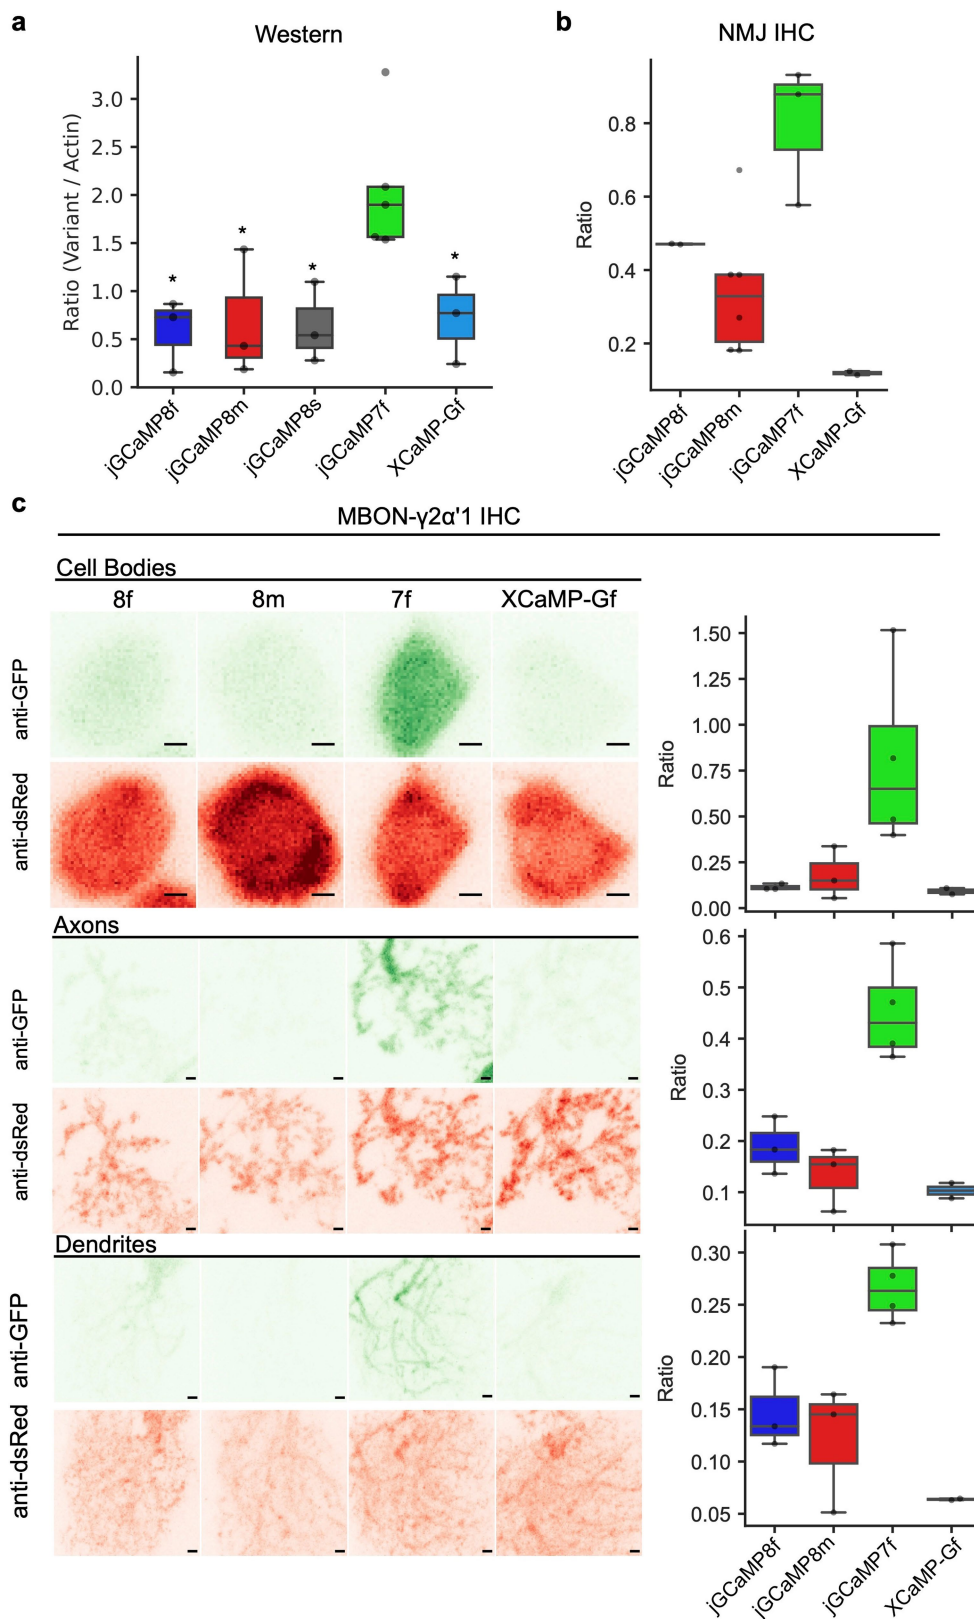 a
Western
Ratio (Variant / Actin)
3.0
2.5
2.0
1.5
1.0
0.5
0.0
*
*
*
*
jGCaMP8f
jGCaMP8m
jGCaMP8s
jGCaMP7f
XCaMP-Gf
b
NMJ IHC
Ratio
0.8
0.6
0.4
0.2
jGCaMP8f
jGCaMP8m
jGCaMP7f
XCaMP-Gf
c
MBON-γ2α'1 IHC
Cell Bodies
8f 8m 7f XCaMP-Gf
anti-GFP
anti-dsRed
Ratio
1.50
1.25
1.00
0.75
0.50
0.25
0.00
Axons
anti-GFP
anti-dsRed
Ratio
0.6
0.5
0.4
0.3
0.2
0.1
Dendrites
anti-GFP
anti-dsRed
Ratio
0.30
0.25
0.20
0.15
0.10
0.05
jGCaMP8f
jGCaMP8m
jGCaMP7f
XCaMP-Gf